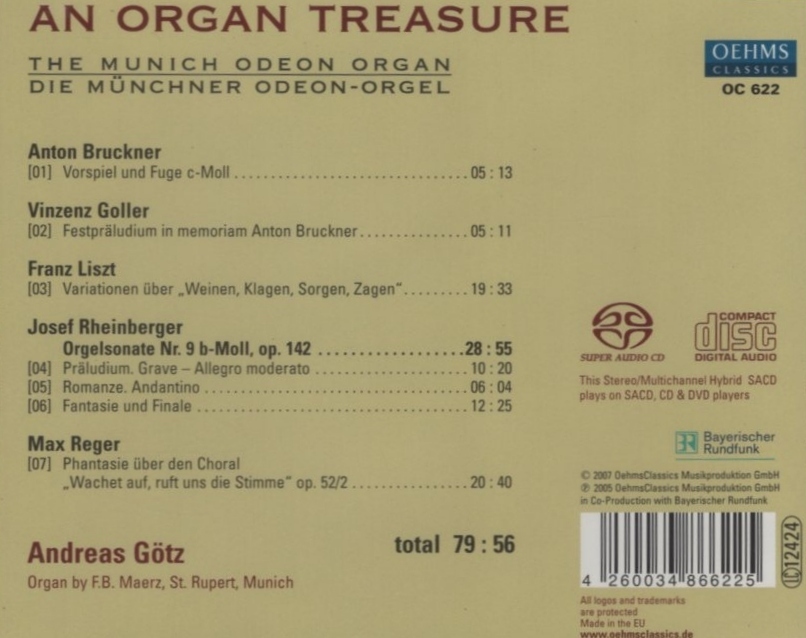 AN ORGAN TREASURE
THE MUNICH ODEON ORGAN
DIE MÜNCHNER ODEON-ORGEL
OEHMS
CLASSICS
OC 622
Anton Bruckner
[01] Vorspiel und Fuge c-Moll 05 : 13
Vinzenz Goller
[02] Festpräludium in memoriam Anton Bruckner 05 : 11
Franz Liszt
[03] Variationen über „Weinen, Klagen, Sorgen, Zagen“ 19 : 33
Josef Rheinberger
Orgelsonate Nr. 9 b-Moll, op. 142 28 : 55
[04] Präludium. Grave – Allegro moderato 10 : 20
[05] Romanze. Andantino 06 : 04
[06] Fantasie und Finale 12 : 25
Max Reger
[07] Phantasie über den Choral
„Wachet auf, ruft uns die Stimme“ op. 52/2 20 : 40
total 79 : 56
Andreas Götz
Organ by F.B. Maerz, St. Rupert, Munich
SUPER AUDIO CD
COMPACT
disc
DIGITAL AUDIO
This Stereo/Multichannel Hybrid SACD
plays on SACD, CD & DVD players
BR Bayerischer
Rundfunk
© 2007 OehmsClassics Musikproduktion GmbH
℗ 2005 OehmsClassics Musikproduktion GmbH
in Co-Production with Bayerischer Rundfunk
4 260034 866225
LC 12424
All logos and trademarks
are protected
Made in the EU
www.oehmsclassics.de